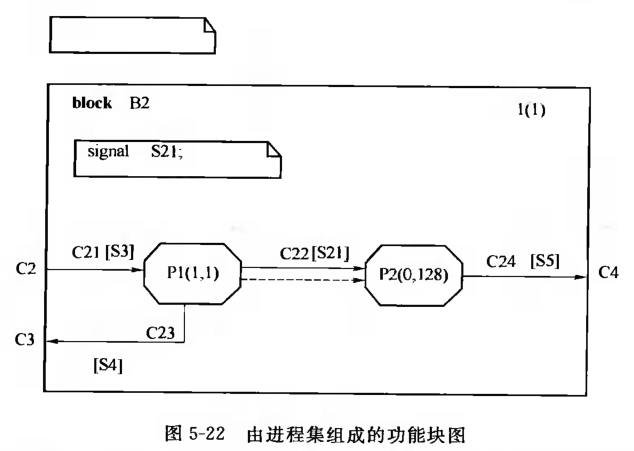 block B2
1(1)
signal S21;
C21 [S3]
C22 [S21]
C24 [S5]
C2
P1(1,1)
P2(0,128)
C4
C3
C23
[S4]
图 5-22 由进程集组成的功能块图